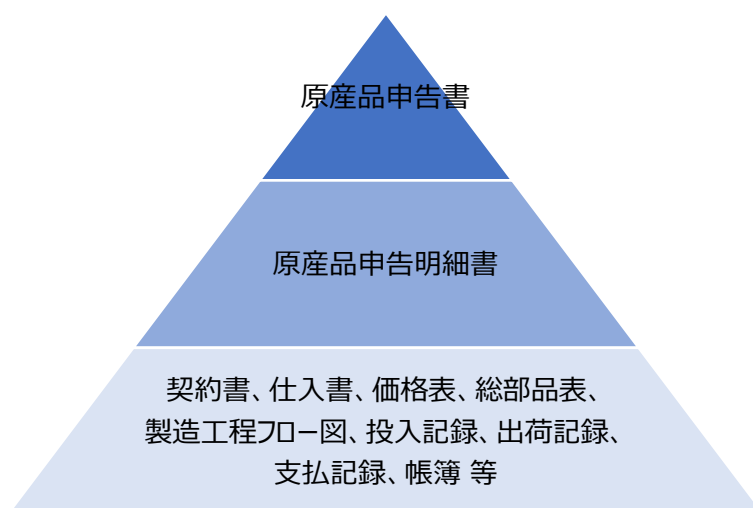 原産品申告書
原産品申告明細書
契約書、仕入書、価格表、総部品表、
製造工程フロー図、投入記録、出荷記録、
支払記録、帳簿 等